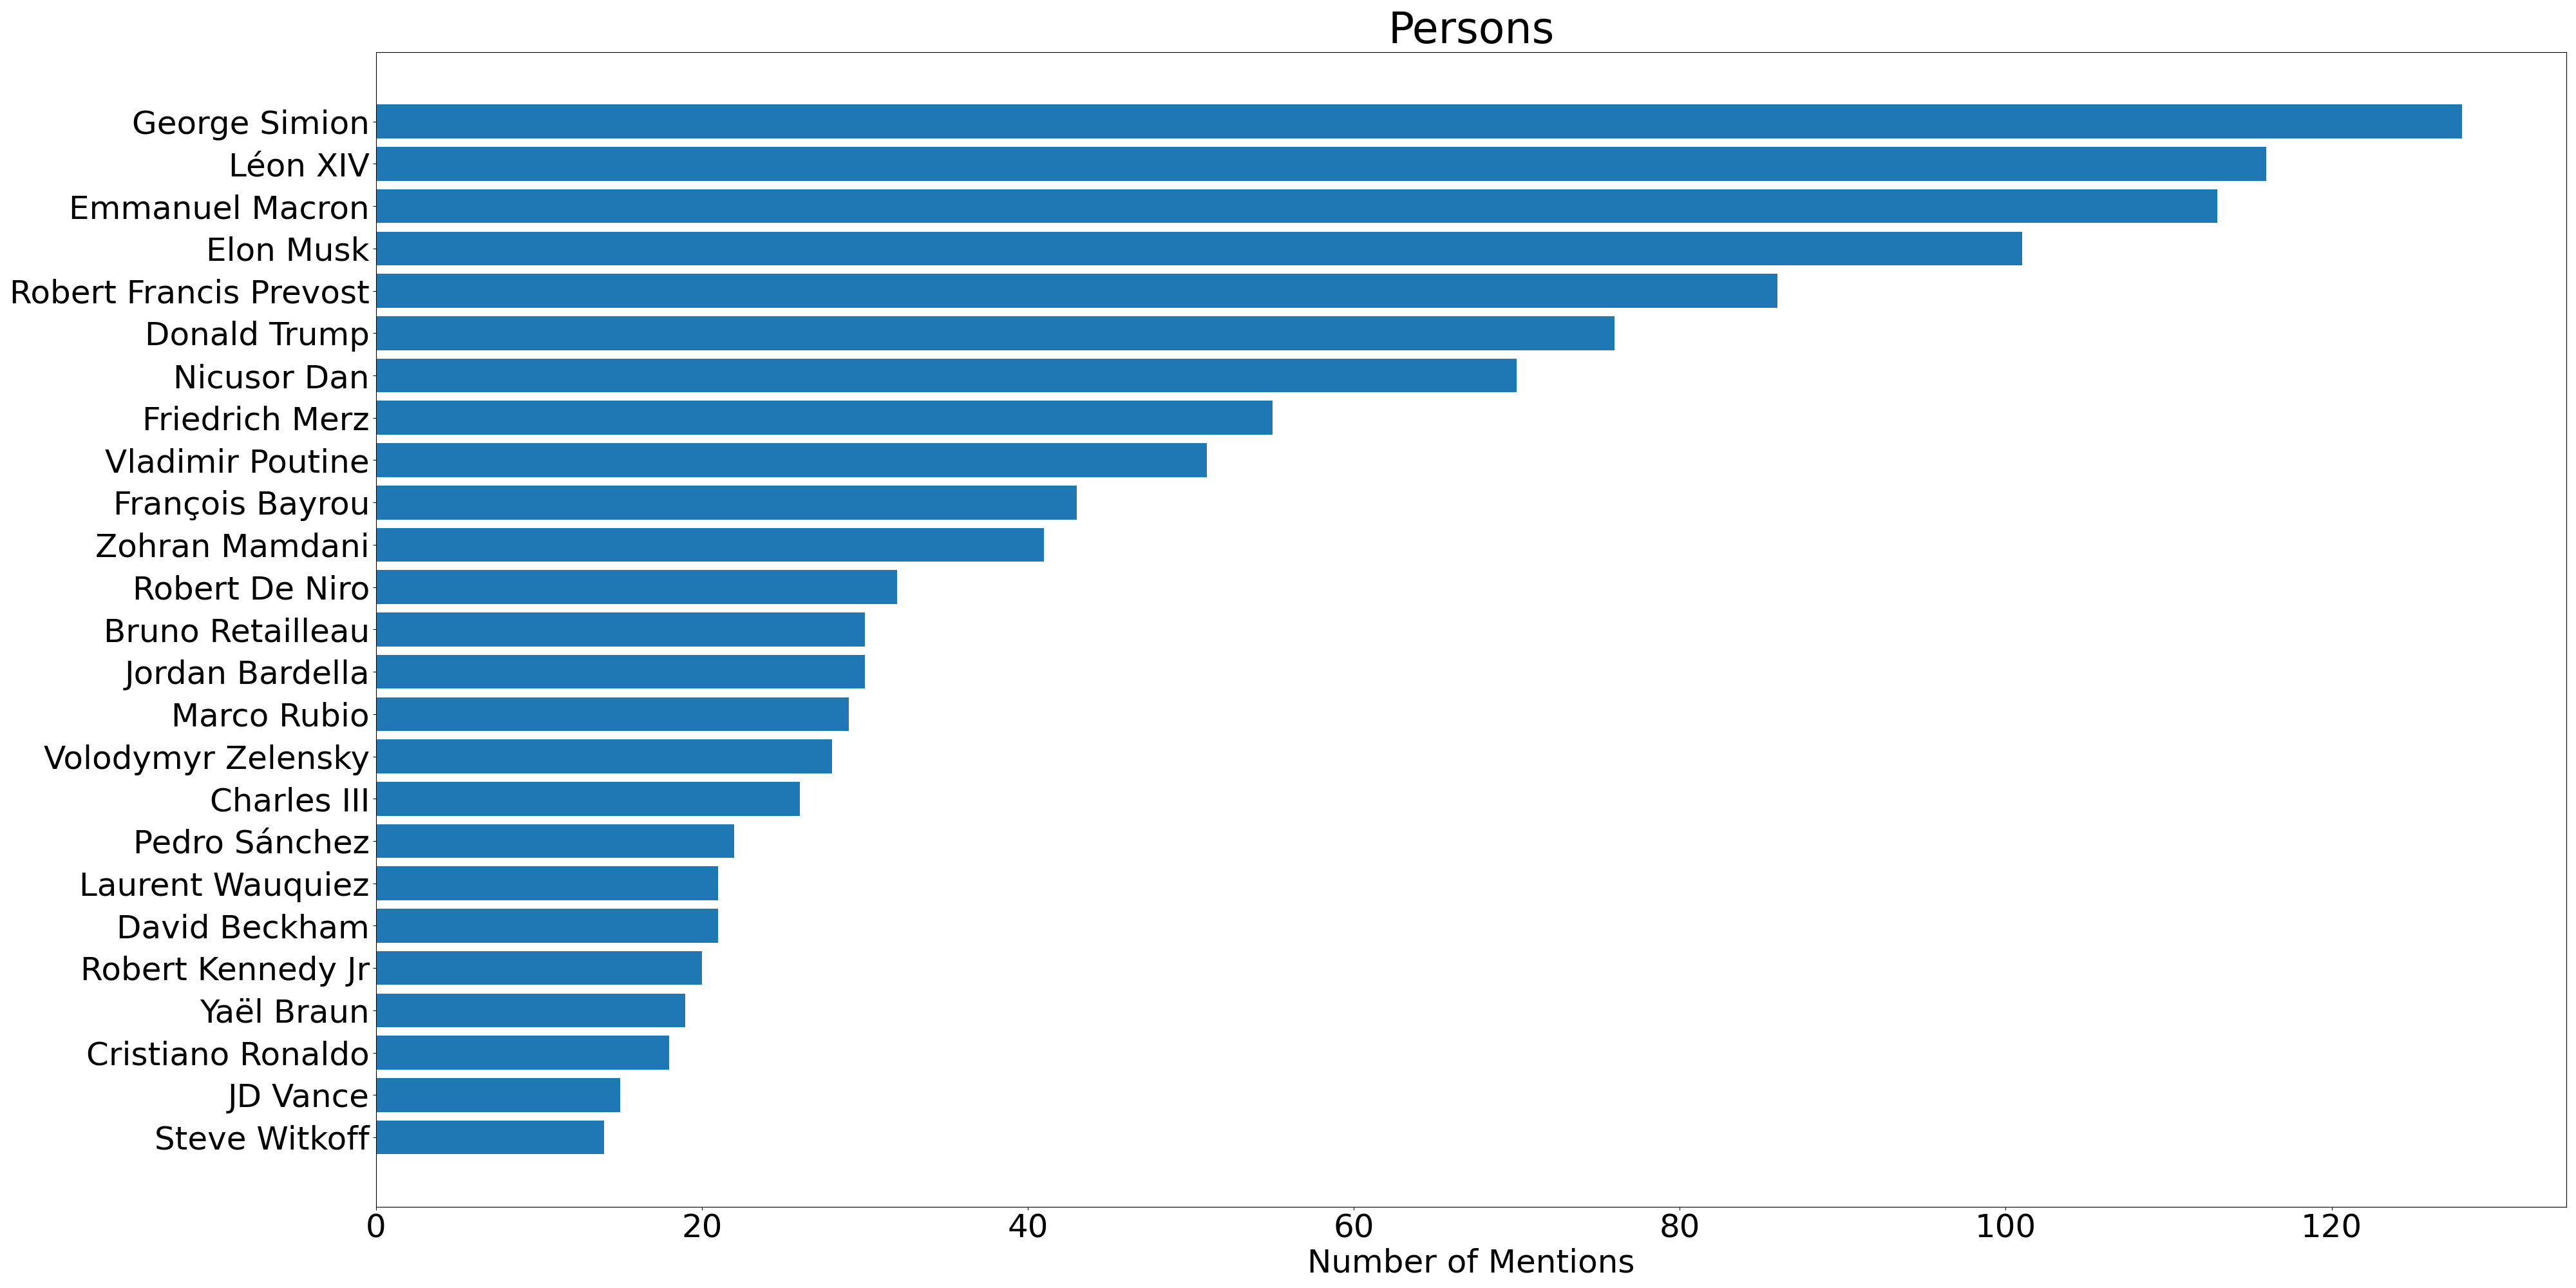 Persons
George Simion
Léon XIV
Emmanuel Macron
Elon Musk
Robert Francis Prevost
Donald Trump
Nicusor Dan
Friedrich Merz
Vladimir Poutine
François Bayrou
Zohran Mamdani
Robert De Niro
Bruno Retailleau
Jordan Bardella
Marco Rubio
Volodymyr Zelensky
Charles III
Pedro Sánchez
Laurent Wauquiez
David Beckham
Robert Kennedy Jr
Yaël Braun
Cristiano Ronaldo
JD Vance
Steve Witkoff
0 20 40 60 80 100 120
Number of Mentions